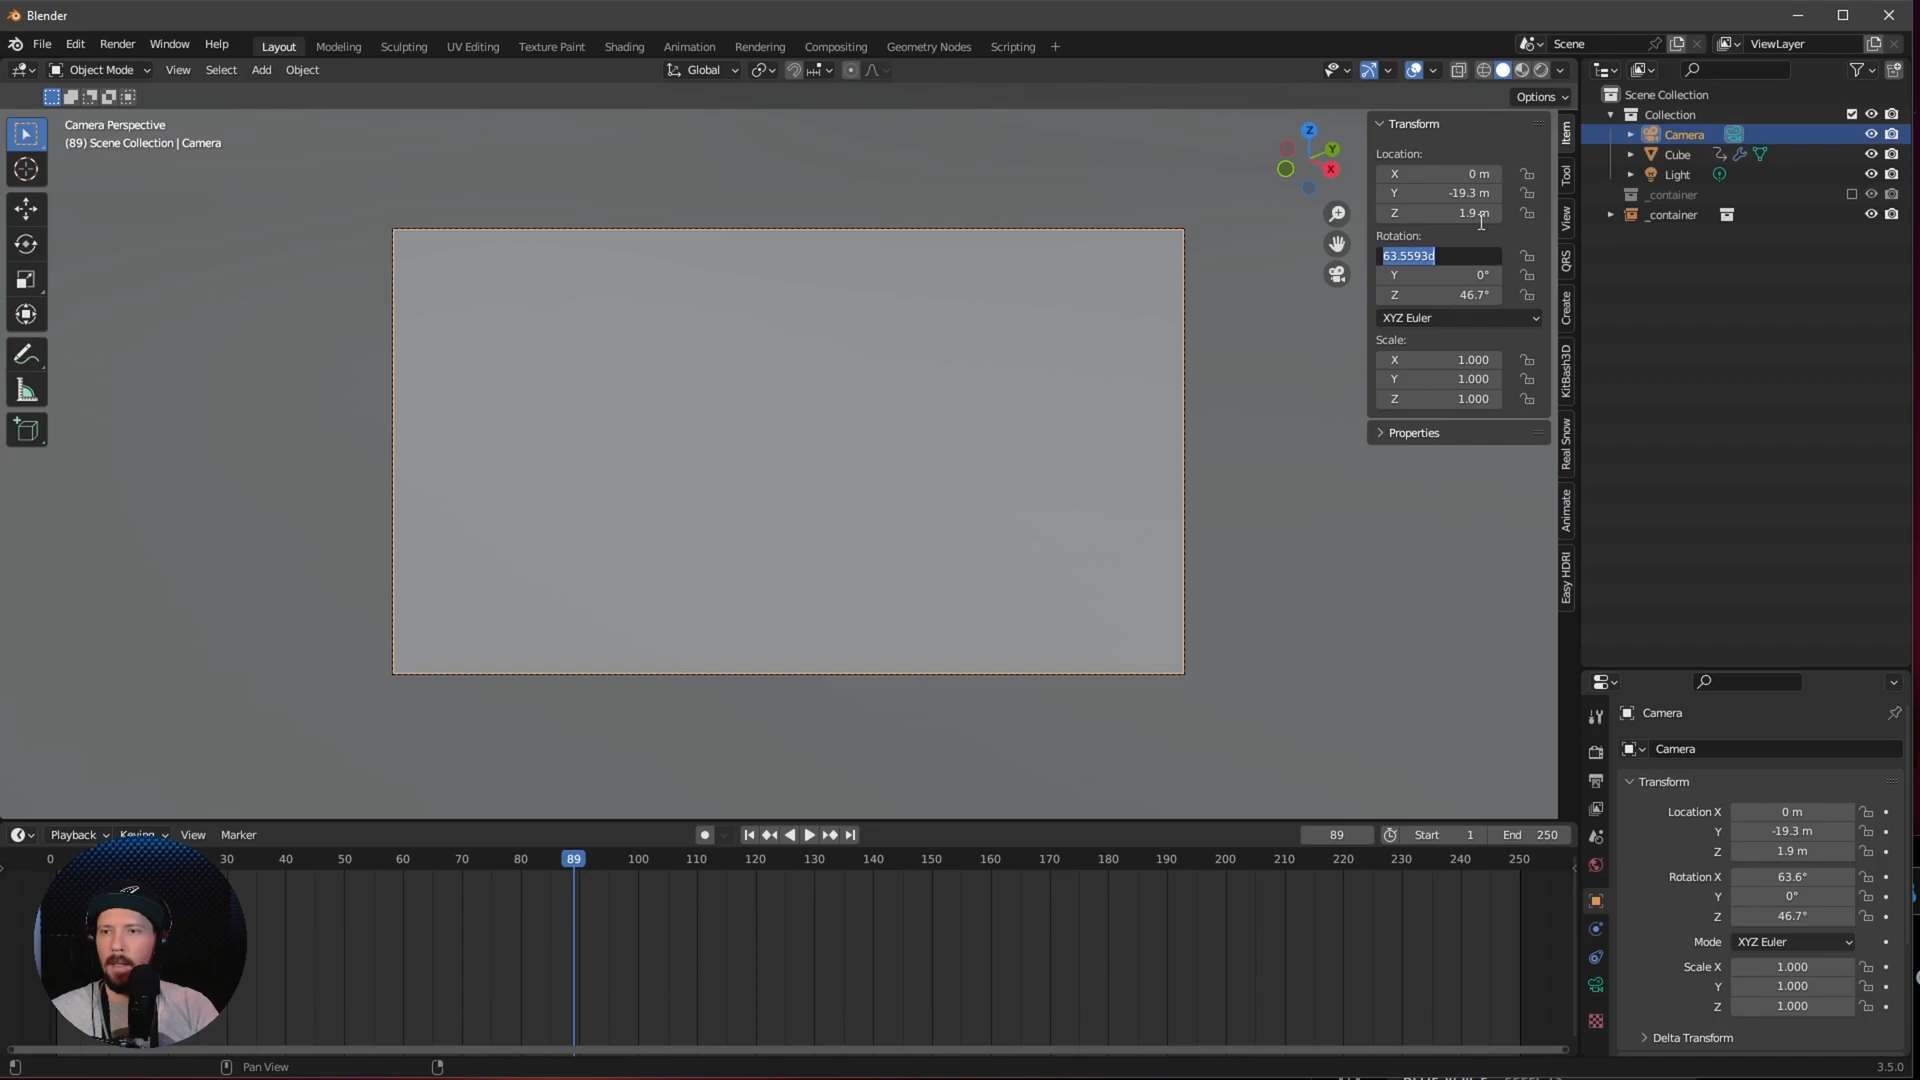 Blender
File Edit Render Window Help Layout Modeling Sculpting UV Editing Texture Paint Shading Animation Rendering Compositing Geometry Nodes Scripting + Scene ViewLayer
Object Mode View Select Add Object Global
Options
Camera Perspective
(89) Scene Collection | Camera
Z
Y
X
Transform
Location:
X 0 m
Y -19.3 m
Z 1.9 m
Rotation:
63.5593d
Y 0°
Z 46.7°
XYZ Euler
Scale:
X 1.000
Y 1.000
Z 1.000
Properties
Item
Tool
View
QRS
Create
KitBash3D
Real Snow
Animate
Easy HDRI
Scene Collection
Collection
Camera
Cube
Light
_container
_container
Camera
Camera
Transform
Location X 0 m
Y -19.3 m
Z 1.9 m
Rotation X 63.6°
Y 0°
Z 46.7°
Mode XYZ Euler
Scale X 1.000
Y 1.000
Z 1.000
Delta Transform
Playback Keying View Marker 89 Start 1 End 250
0 30 40 50 60 70 80 89 100 110 120 130 140 150 160 170 180 190 200 210 220 230 240 250
Pan View
3.5.0